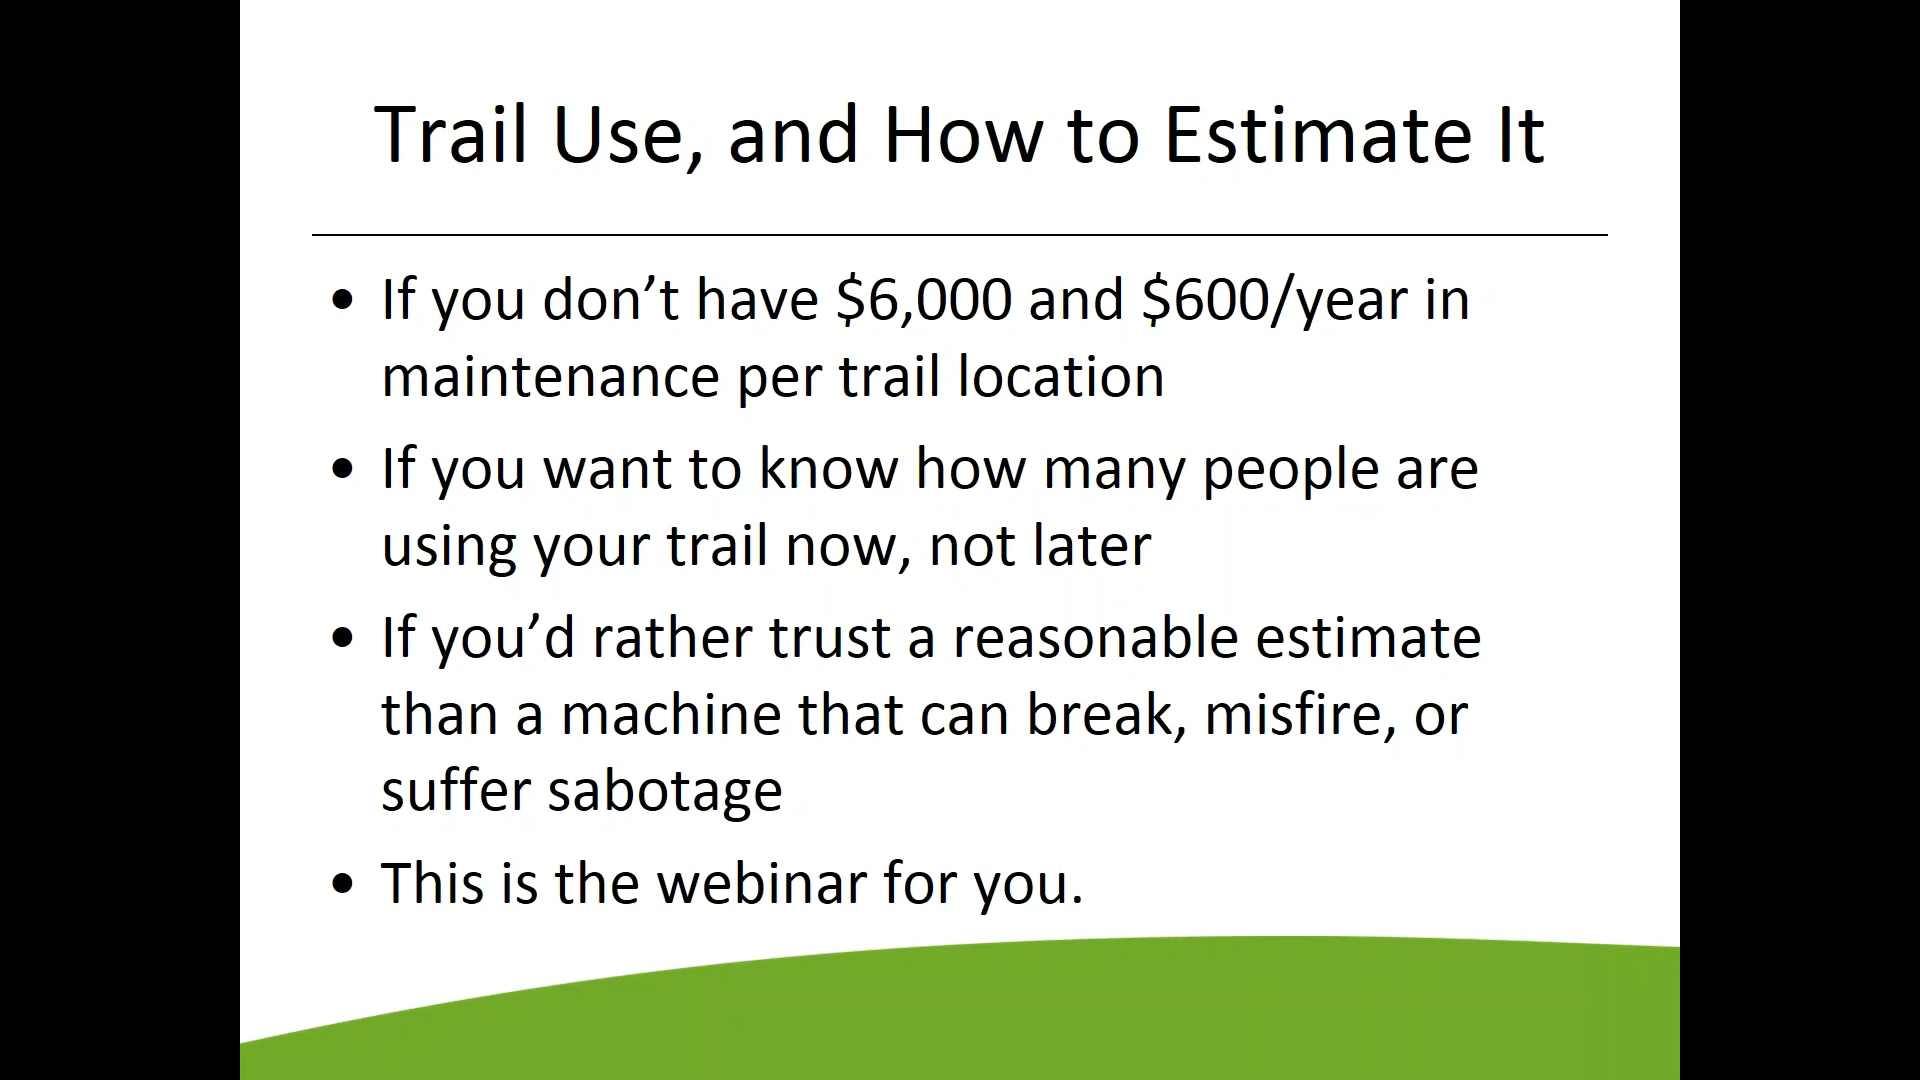 Trail Use, and How to Estimate It
• If you don’t have $6,000 and $600/year in
maintenance per trail location
• If you want to know how many people are
using your trail now, not later
• If you’d rather trust a reasonable estimate
than a machine that can break, misfire, or
suffer sabotage
• This is the webinar for you.